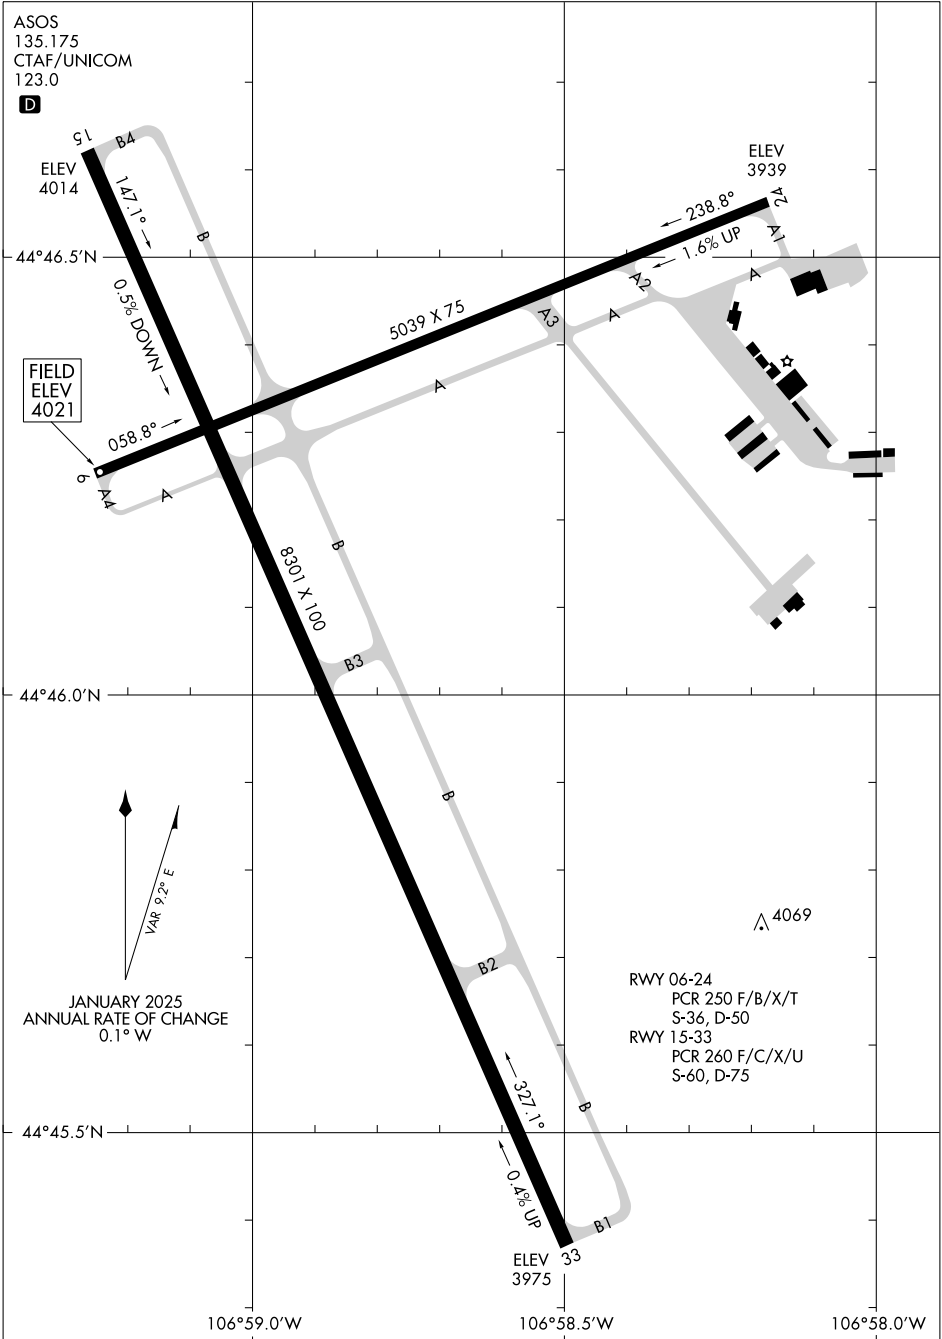 ASOS
135.175
CTAF/UNICOM
123.0
D
15
B4
ELEV
4014
147.1°
B
ELEV
3939
24
238.8°
1.6% UP
A1
44°46.5'N
A
A2
0.5% DOWN
A3
A
5039 X 75
FIELD
ELEV
4021
A
058.8°
6
A4
A
B
8301 X 100
B3
44°46.0'N
B
VAR 9.2° E
4069
B2
JANUARY 2025
ANNUAL RATE OF CHANGE
0.1° W
RWY 06-24
PCR 250 F/B/X/T
S-36, D-50
RWY 15-33
PCR 260 F/C/X/U
S-60, D-75
327.1°
B
44°45.5'N
0.4% UP
B1
ELEV
3975
33
106°59.0'W
106°58.5'W
106°58.0'W